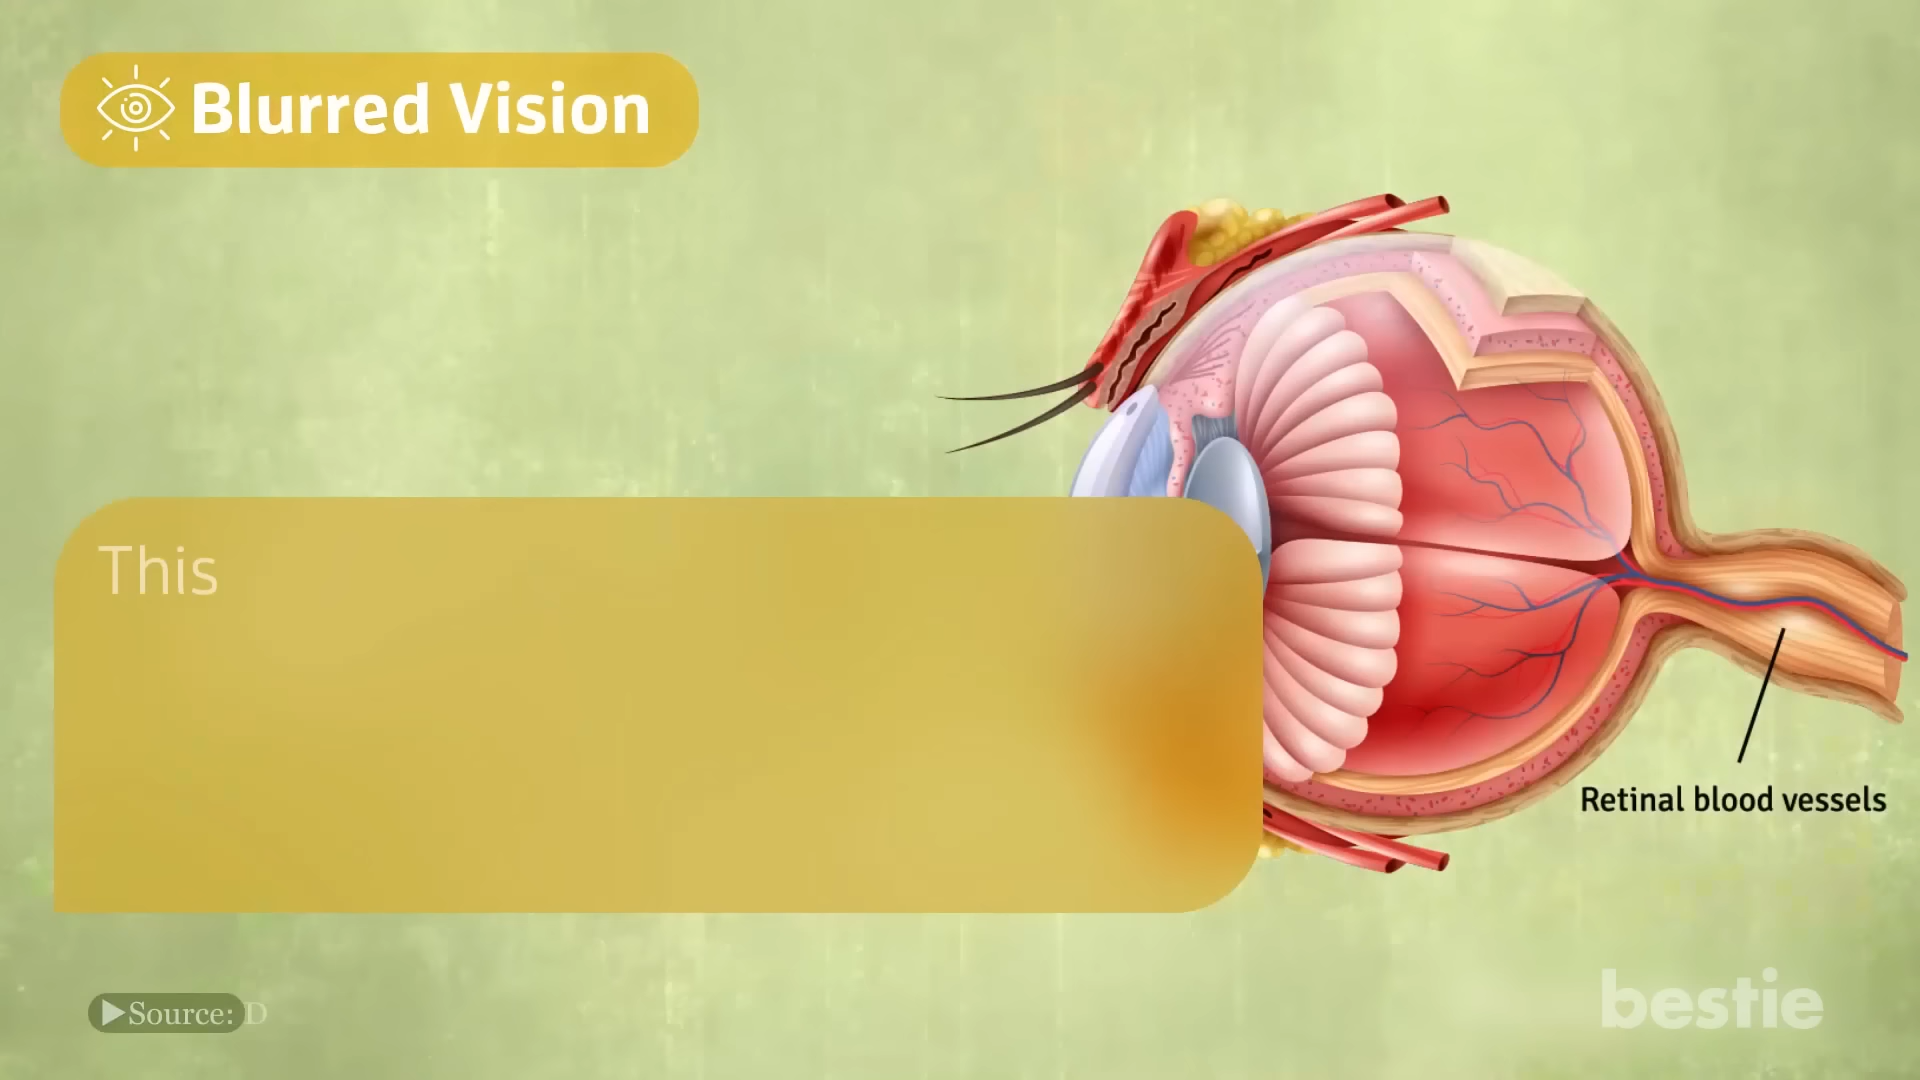 Blurred Vision
This
Retinal blood vessels
▶Source: D
bestie